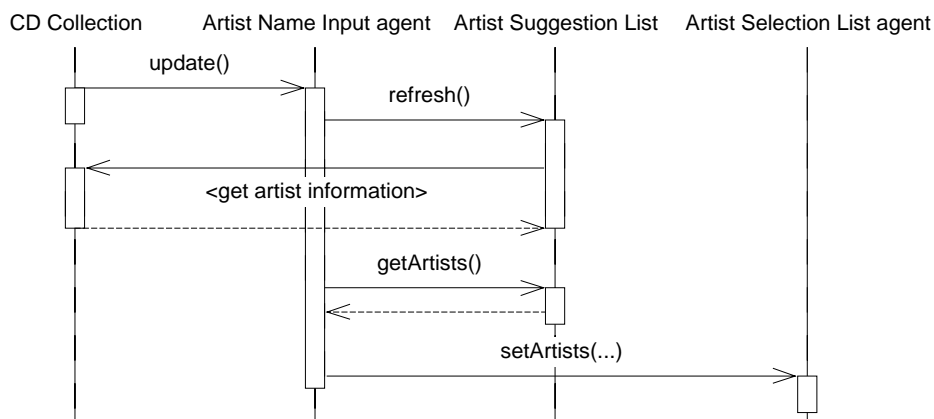 CD Collection
Artist Name Input agent
Artist Suggestion List
Artist Selection List agent
update()
refresh()
<get artist information>
getArtists()
setArtists(...)